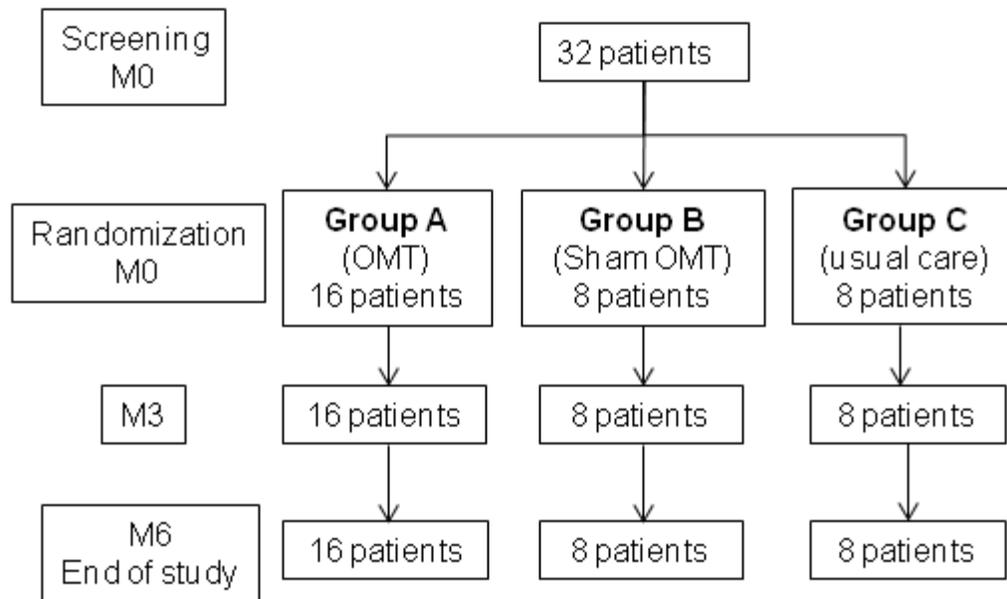 Screening
M0
32 patients
Randomization
M0
Group A
(OMT)
16 patients
Group B
(Sham OMT)
8 patients
Group C
(usual care)
8 patients
M3
16 patients
8 patients
8 patients
M6
End of study
16 patients
8 patients
8 patients